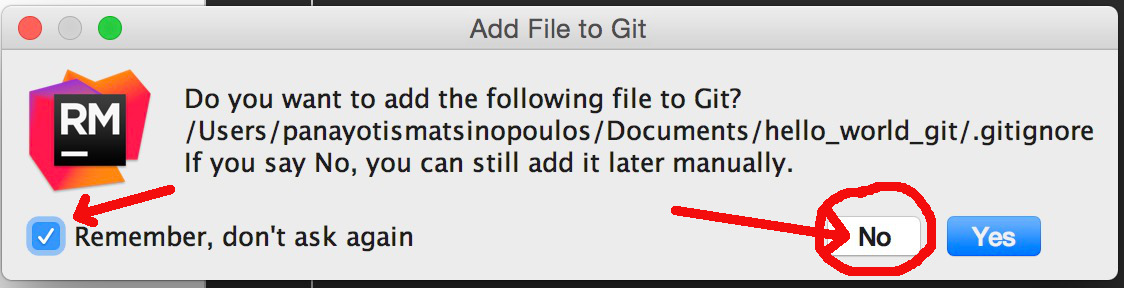 Add File to Git
RM
Do you want to add the following file to Git?
/Users/panayotismatsinopoulos/Documents/hello_world_git/.gitignore
If you say No, you can still add it later manually.
Remember, don't ask again
No
Yes